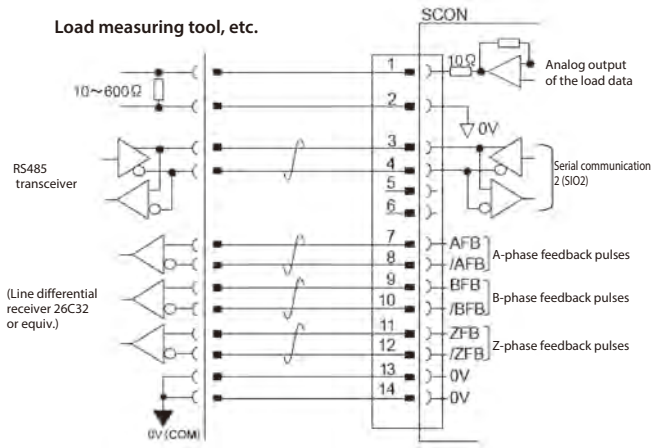 SCON
Load measuring tool, etc.
10~600Ω
1
10Ω
Analog output
of the load data
2
0V
RS485
transceiver
3
4
5
6
Serial communication
2 (SIO2)
(Line differential
receiver 26C32
or equiv.)
7
AFB
8
/AFB
A-phase feedback pulses
9
BFB
10
/BFB
B-phase feedback pulses
11
ZFB
12
/ZFB
Z-phase feedback pulses
13
0V
14
0V
0V(COM)